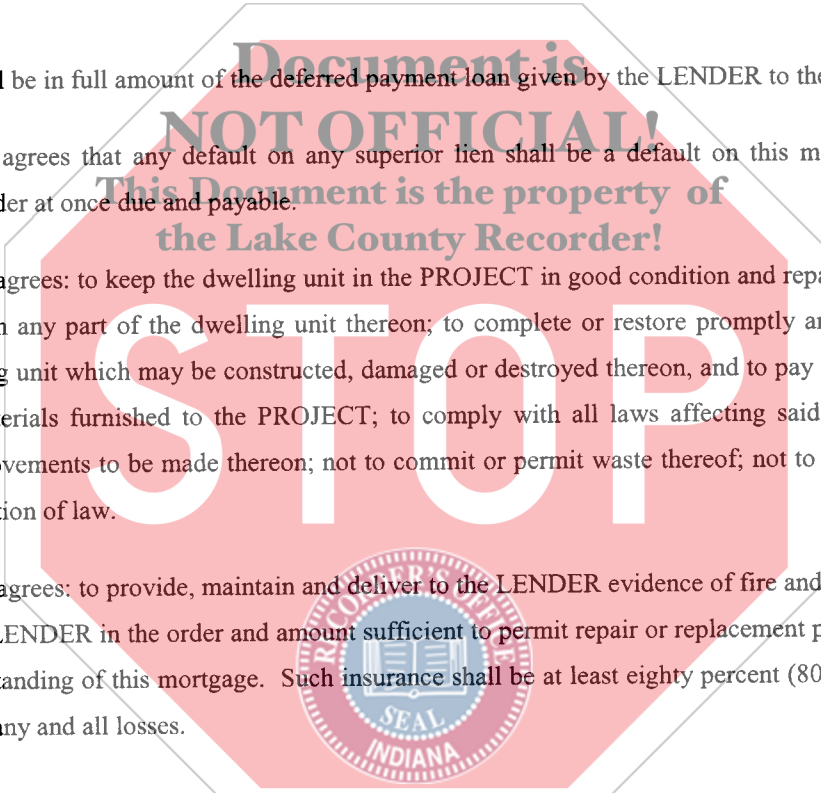 Document is
l be in full amount of the deferred payment loan given by the LENDER to the
NOT OFFICIAL!
agrees that any default on any superior lien shall be a default on this m
This Document is the property of
der at once due and payable.
the Lake County Recorder!
agrees: to keep the dwelling unit in the PROJECT in good condition and repa
n any part of the dwelling unit thereon; to complete or restore promptly an
g unit which may be constructed, damaged or destroyed thereon, and to pay
erials furnished to the PROJECT; to comply with all laws affecting said
vements to be made thereon; not to commit or permit waste thereof; not to
tion of law.
STOP
agrees: to provide, maintain and deliver to the LENDER evidence of fire and
LENDER in the order and amount sufficient to permit repair or replacement p
tanding of this mortgage. Such insurance shall be at least eighty percent (80
ny and all losses.
RECORDER'S OFFICE
SEAL
INDIANA